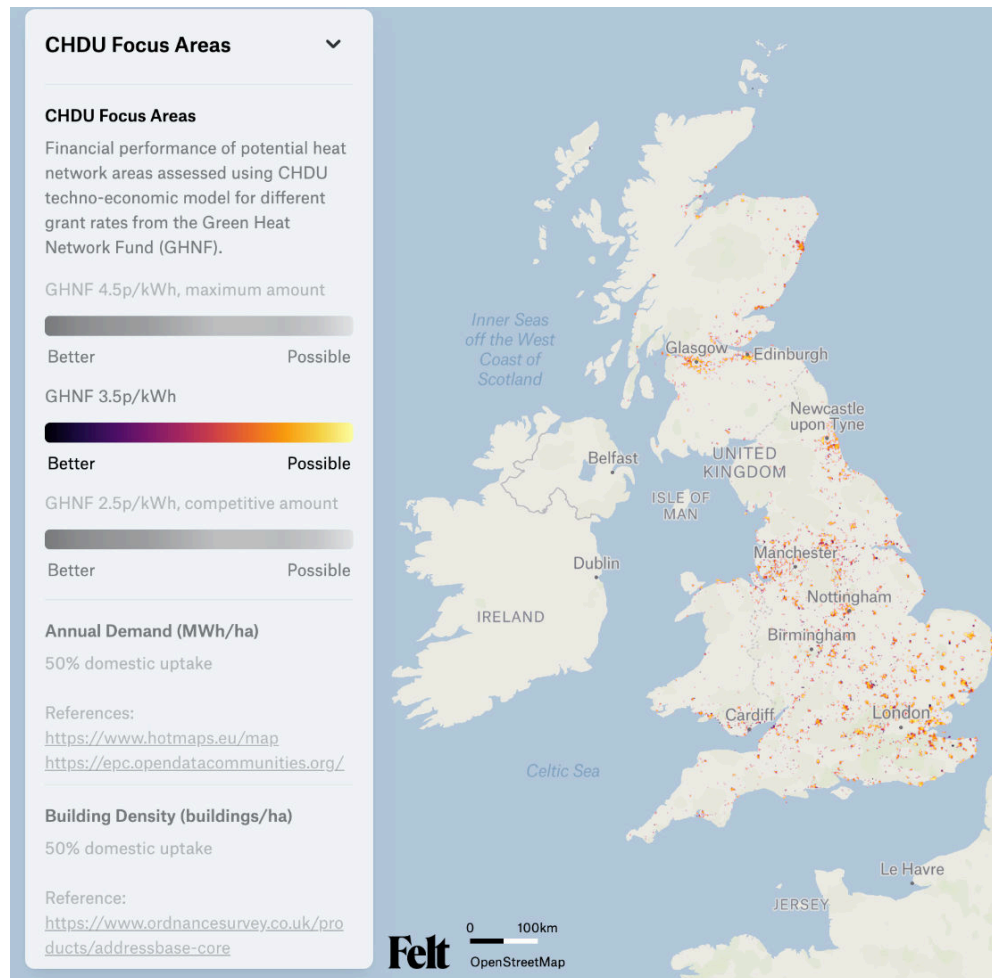 CHDU Focus Areas
CHDU Focus Areas
Financial performance of potential heat
network areas assessed using CHDU
techno-economic model for different
grant rates from the Green Heat
Network Fund (GHNF).
GHNF 4.5p/kWh, maximum amount
Better Possible
GHNF 3.5p/kWh
Better Possible
GHNF 2.5p/kWh, competitive amount
Better Possible
Annual Demand (MWh/ha)
50% domestic uptake
References:
https://www.hotmaps.eu/map
https://epc.opendatacommunities.org/
Building Density (buildings/ha)
50% domestic uptake
Reference:
https://www.ordnancesurvey.co.uk/pro
ducts/addressbase-core
Inner Seas
off the West
Coast of
Scotland
Glasgow
Edinburgh
Newcastle
upon Tyne
UNITED
KINGDOM
Belfast
ISLE OF
MAN
Dublin
Manchester
IRELAND
Nottingham
Birmingham
Cardiff
London
Celtic Sea
Le Havre
JERSEY
Felt
0 100km
OpenStreetMap